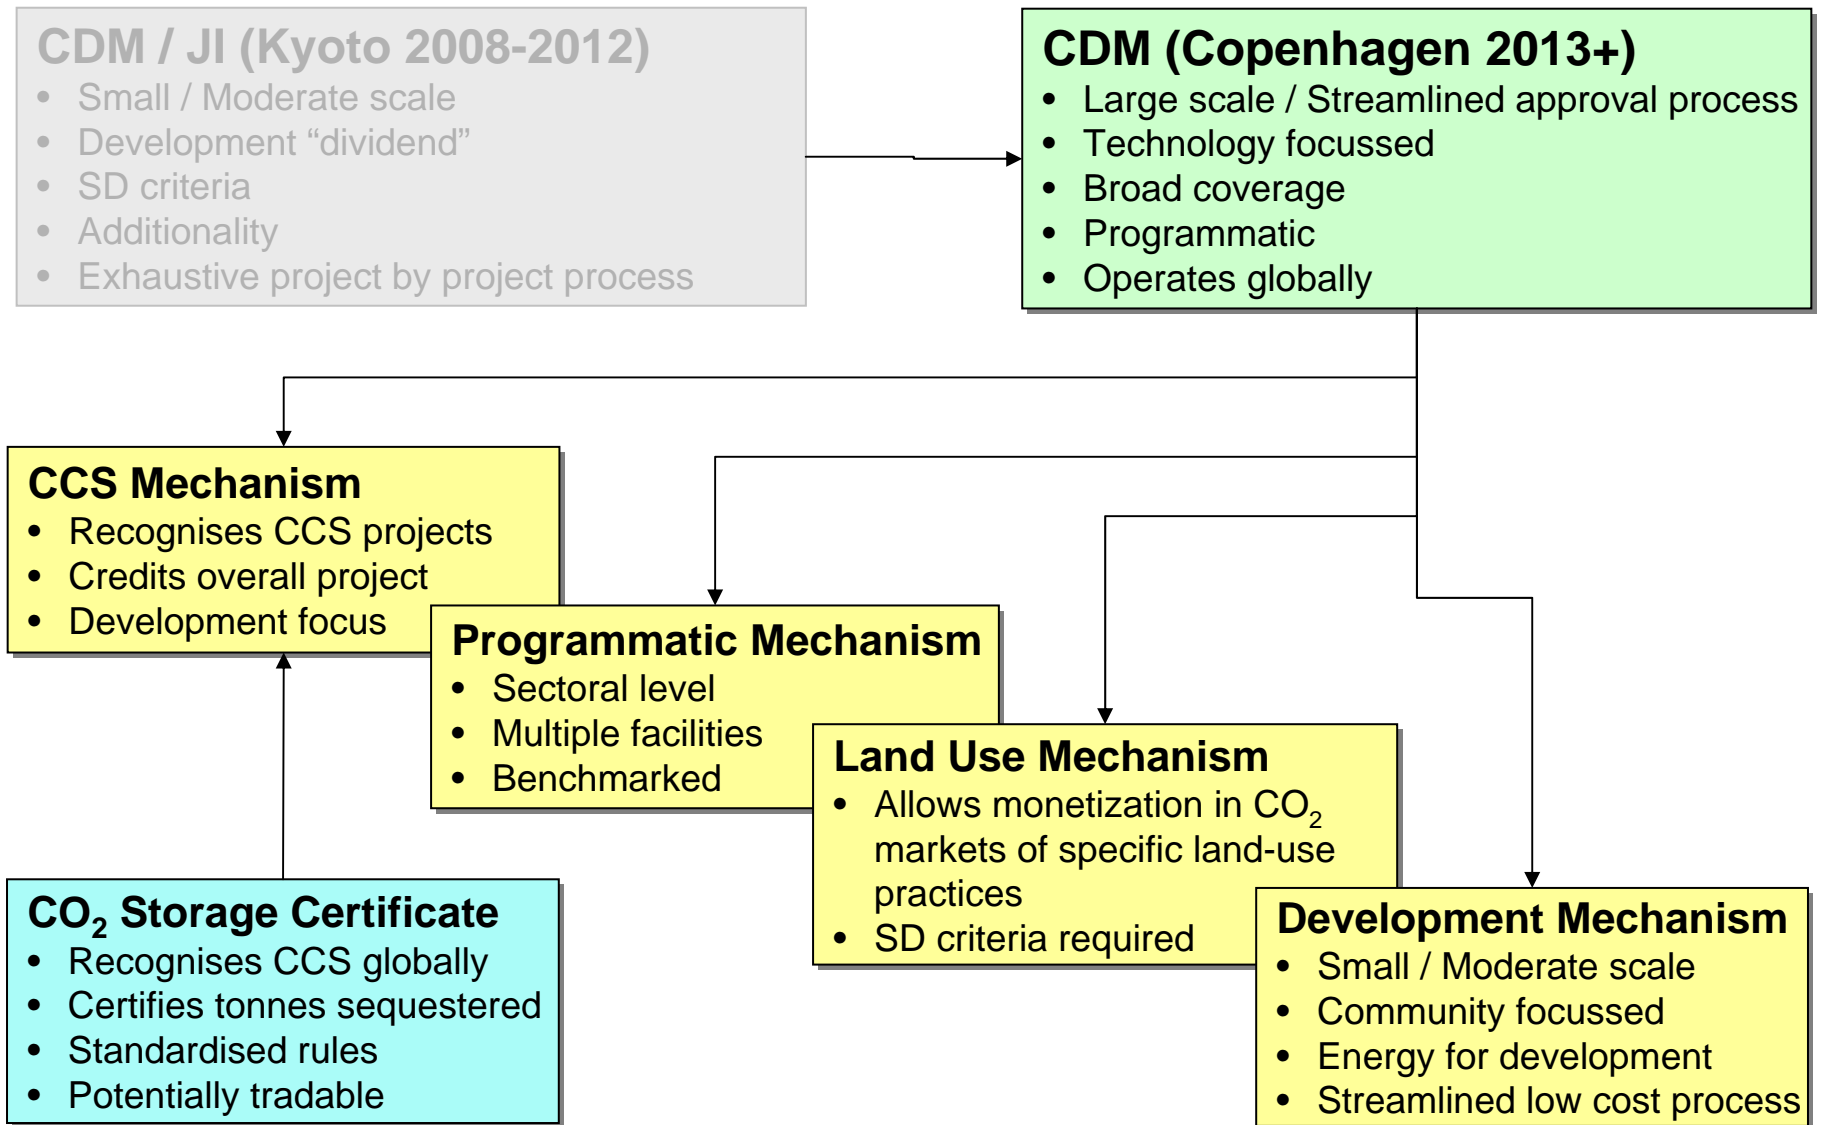 CDM / JI (Kyoto 2008-2012)
• Small / Moderate scale
• Development “dividend”
• SD criteria
• Additionality
• Exhaustive project by project process
CDM (Copenhagen 2013+)
• Large scale / Streamlined approval process
• Technology focussed
• Broad coverage
• Programmatic
• Operates globally
CCS Mechanism
• Recognises CCS projects
• Credits overall project
• Development focus
Programmatic Mechanism
• Sectoral level
• Multiple facilities
• Benchmarked
Land Use Mechanism
• Allows monetization in CO₂
markets of specific land-use
practices
• SD criteria required
CO₂ Storage Certificate
• Recognises CCS globally
• Certifies tonnes sequestered
• Standardised rules
• Potentially tradable
Development Mechanism
• Small / Moderate scale
• Community focussed
• Energy for development
• Streamlined low cost process